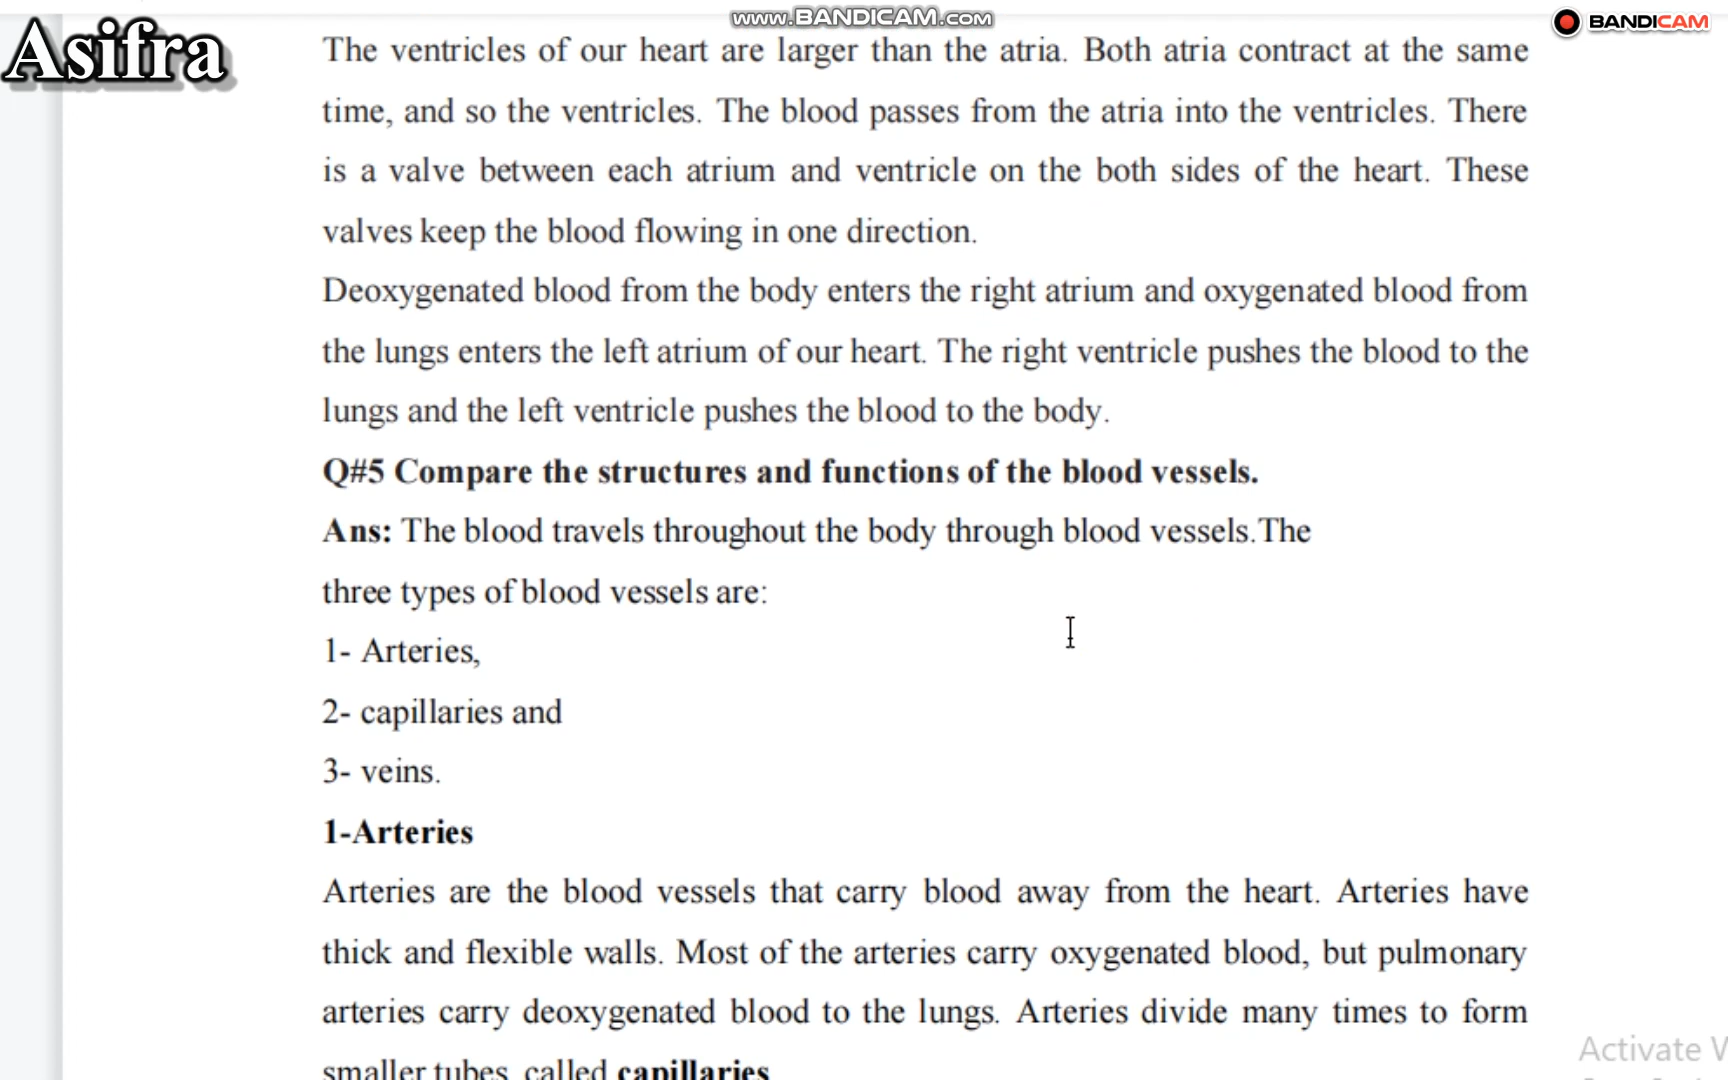 www.BANDICAM.COM
BANDICAM
Asifra
The ventricles of our heart are larger than the atria. Both atria contract at the same
time, and so the ventricles. The blood passes from the atria into the ventricles. There
is a valve between each atrium and ventricle on the both sides of the heart. These
valves keep the blood flowing in one direction.
Deoxygenated blood from the body enters the right atrium and oxygenated blood from
the lungs enters the left atrium of our heart. The right ventricle pushes the blood to the
lungs and the left ventricle pushes the blood to the body.
Q#5 Compare the structures and functions of the blood vessels.
Ans: The blood travels throughout the body through blood vessels.The
three types of blood vessels are:
1- Arteries,
2- capillaries and
3- veins.
1-Arteries
Arteries are the blood vessels that carry blood away from the heart. Arteries have
thick and flexible walls. Most of the arteries carry oxygenated blood, but pulmonary
arteries carry deoxygenated blood to the lungs. Arteries divide many times to form
smaller tubes, called capillaries
Activate